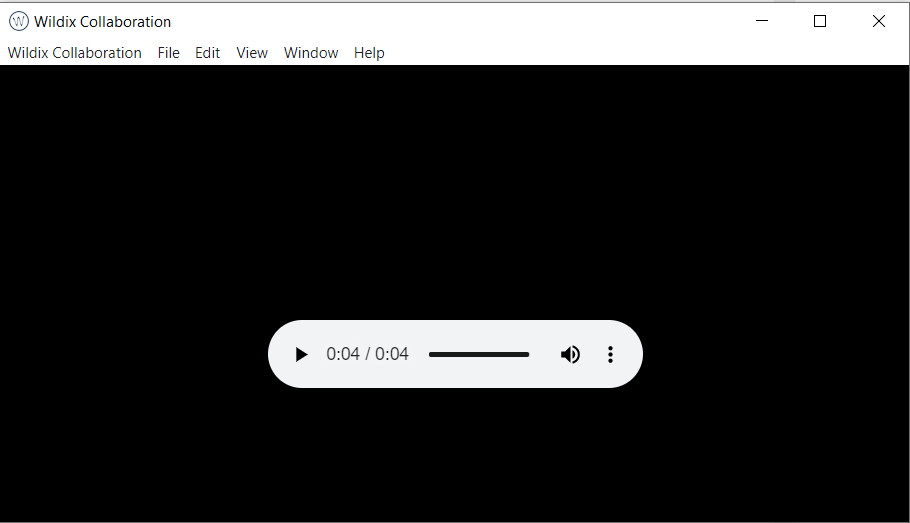 Wildix Collaboration
Wildix Collaboration File Edit View Window Help
0:04 / 0:04